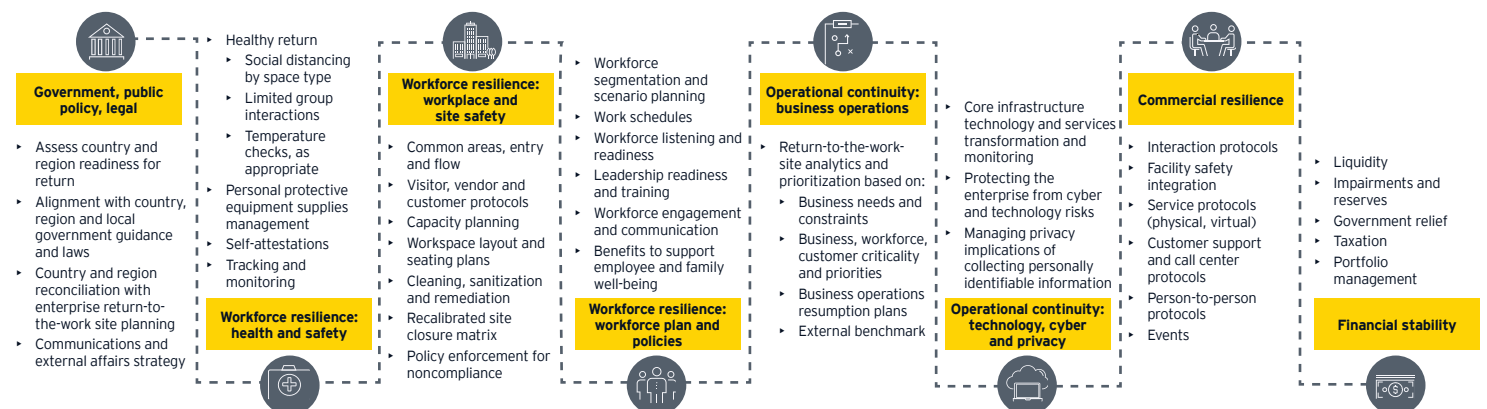 Government, public
policy, legal
Assess country and
region readiness for
return
Alignment with country,
region and local
government guidance
and laws
Country and region
reconciliation with
enterprise return-to-
the-work site planning
Communications and
external affairs strategy
Healthy return
Social distancing
by space type
Limited group
interactions
Temperature
checks, as
appropriate
Personal protective
equipment supplies
management
Self-attestations
Tracking and
monitoring
Workforce resilience:
health and safety
Workforce resilience:
workplace and
site safety
Common areas, entry
and flow
Visitor, vendor and
customer protocols
Capacity planning
Workspace layout and
seating plans
Cleaning, sanitization
and remediation
Recalibrated site
closure matrix
Policy enforcement for
noncompliance
Workforce
segmentation and
scenario planning
Work schedules
Workforce listening and
readiness
Leadership readiness
and training
Workforce engagement
and communication
Benefits to support
employee and family
well-being
Workforce resilience:
workforce plan and
policies
Operational continuity:
business operations
Return-to-the-work-
site analytics and
prioritization based on:
Business needs and
constraints
Business, workforce,
customer criticality
and priorities
Business operations
resumption plans
External benchmark
Core infrastructure
technology and services
transformation and
monitoring
Protecting the
enterprise from cyber
and technology risks
Managing privacy
implications of
collecting personally
identifiable information
Operational continuity:
technology, cyber
and privacy
Commercial resilience
Interaction protocols
Facility safety
integration
Service protocols
(physical, virtual)
Customer support
and call center
protocols
Person-to-person
protocols
Events
Liquidity
Impairments and
reserves
Government relief
Taxation
Portfolio
management
Financial stability